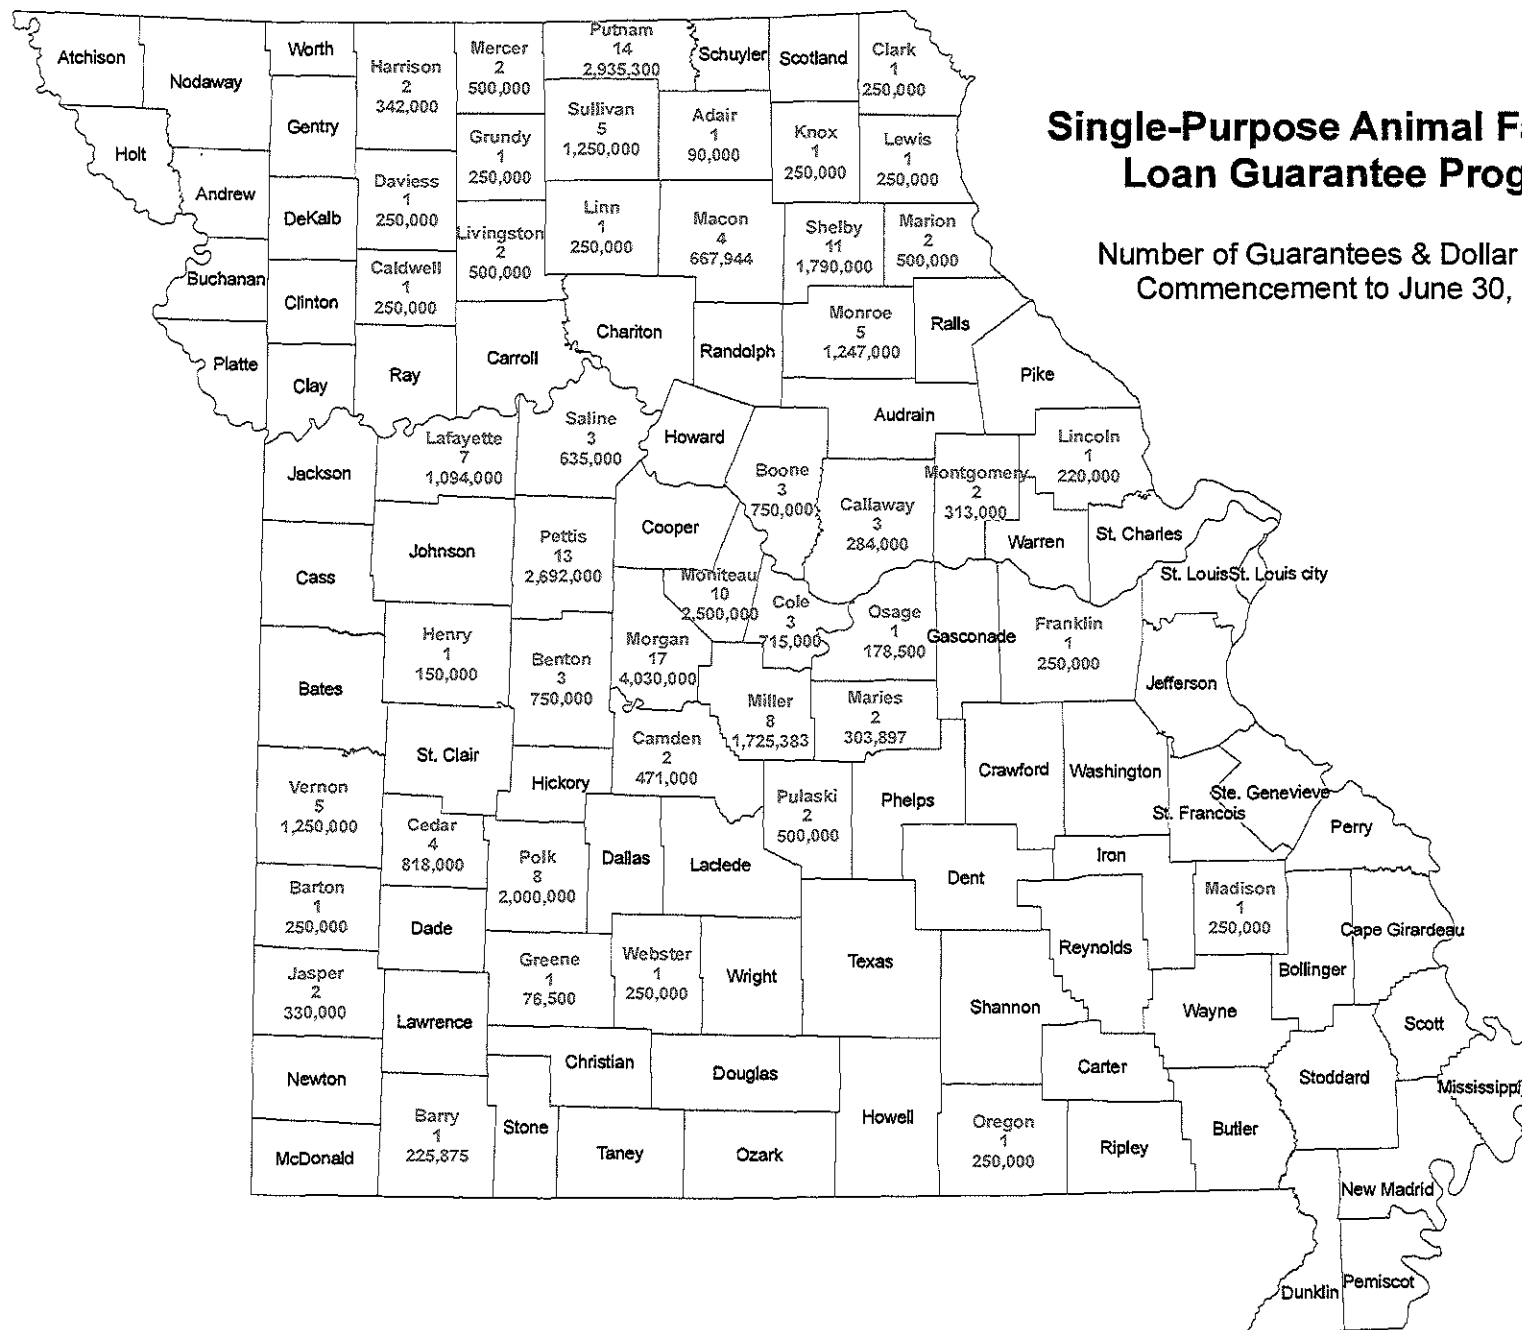 Single-Purpose Animal Fa
Loan Guarantee Prog
Number of Guarantees & Dollar
Commencement to June 30,
Atchison
Nodaway
Worth
Harrison
2
342,000
Mercer
2
500,000
Putnam
14
2,935,300
Schuyler
Scotland
Clark
1
250,000
Holt
Andrew
Gentry
DeKalb
Daviess
1
250,000
Grundy
1
250,000
Sullivan
5
1,250,000
Adair
1
90,000
Knox
1
250,000
Lewis
1
250,000
Buchanan
Clinton
Caldwell
1
250,000
Livingston
2
500,000
Linn
1
250,000
Macon
4
667,944
Shelby
11
1,790,000
Marion
2
500,000
Platte
Clay
Ray
Carroll
Chariton
Randolph
Monroe
5
1,247,000
Ralls
Pike
Audrain
Jackson
Lafayette
7
1,094,000
Saline
3
635,000
Howard
Boone
3
750,000
Callaway
3
284,000
Montgomery
2
313,000
Lincoln
1
220,000
Warren
St. Charles
St. Louis
St. Louis city
Cass
Johnson
Pettis
13
2,692,000
Cooper
Moniteau
10
2,500,000
Cole
3
715,000
Osage
1
178,500
Gasconade
Franklin
1
250,000
Jefferson
Bates
Henry
1
150,000
Benton
3
750,000
Morgan
17
4,030,000
Miller
8
1,725,383
Maries
2
303,897
St. Clair
Hickory
Camden
2
471,000
Pulaski
2
500,000
Phelps
Crawford
Washington
St. Francois
Ste. Genevieve
Perry
Vernon
5
1,250,000
Cedar
4
818,000
Polk
8
2,000,000
Dallas
Laclede
Dent
Iron
Madison
1
250,000
Cape Girardeau
Bollinger
Barton
1
250,000
Dade
Greene
1
76,500
Webster
1
250,000
Wright
Texas
Shannon
Reynolds
Wayne
Jasper
2
330,000
Lawrence
Christian
Douglas
Howell
Carter
Butler
Stoddard
Scott
Mississippi
Newton
McDonald
Barry
1
225,875
Stone
Taney
Ozark
Oregon
1
250,000
Ripley
New Madrid
Dunklin
Pemiscot